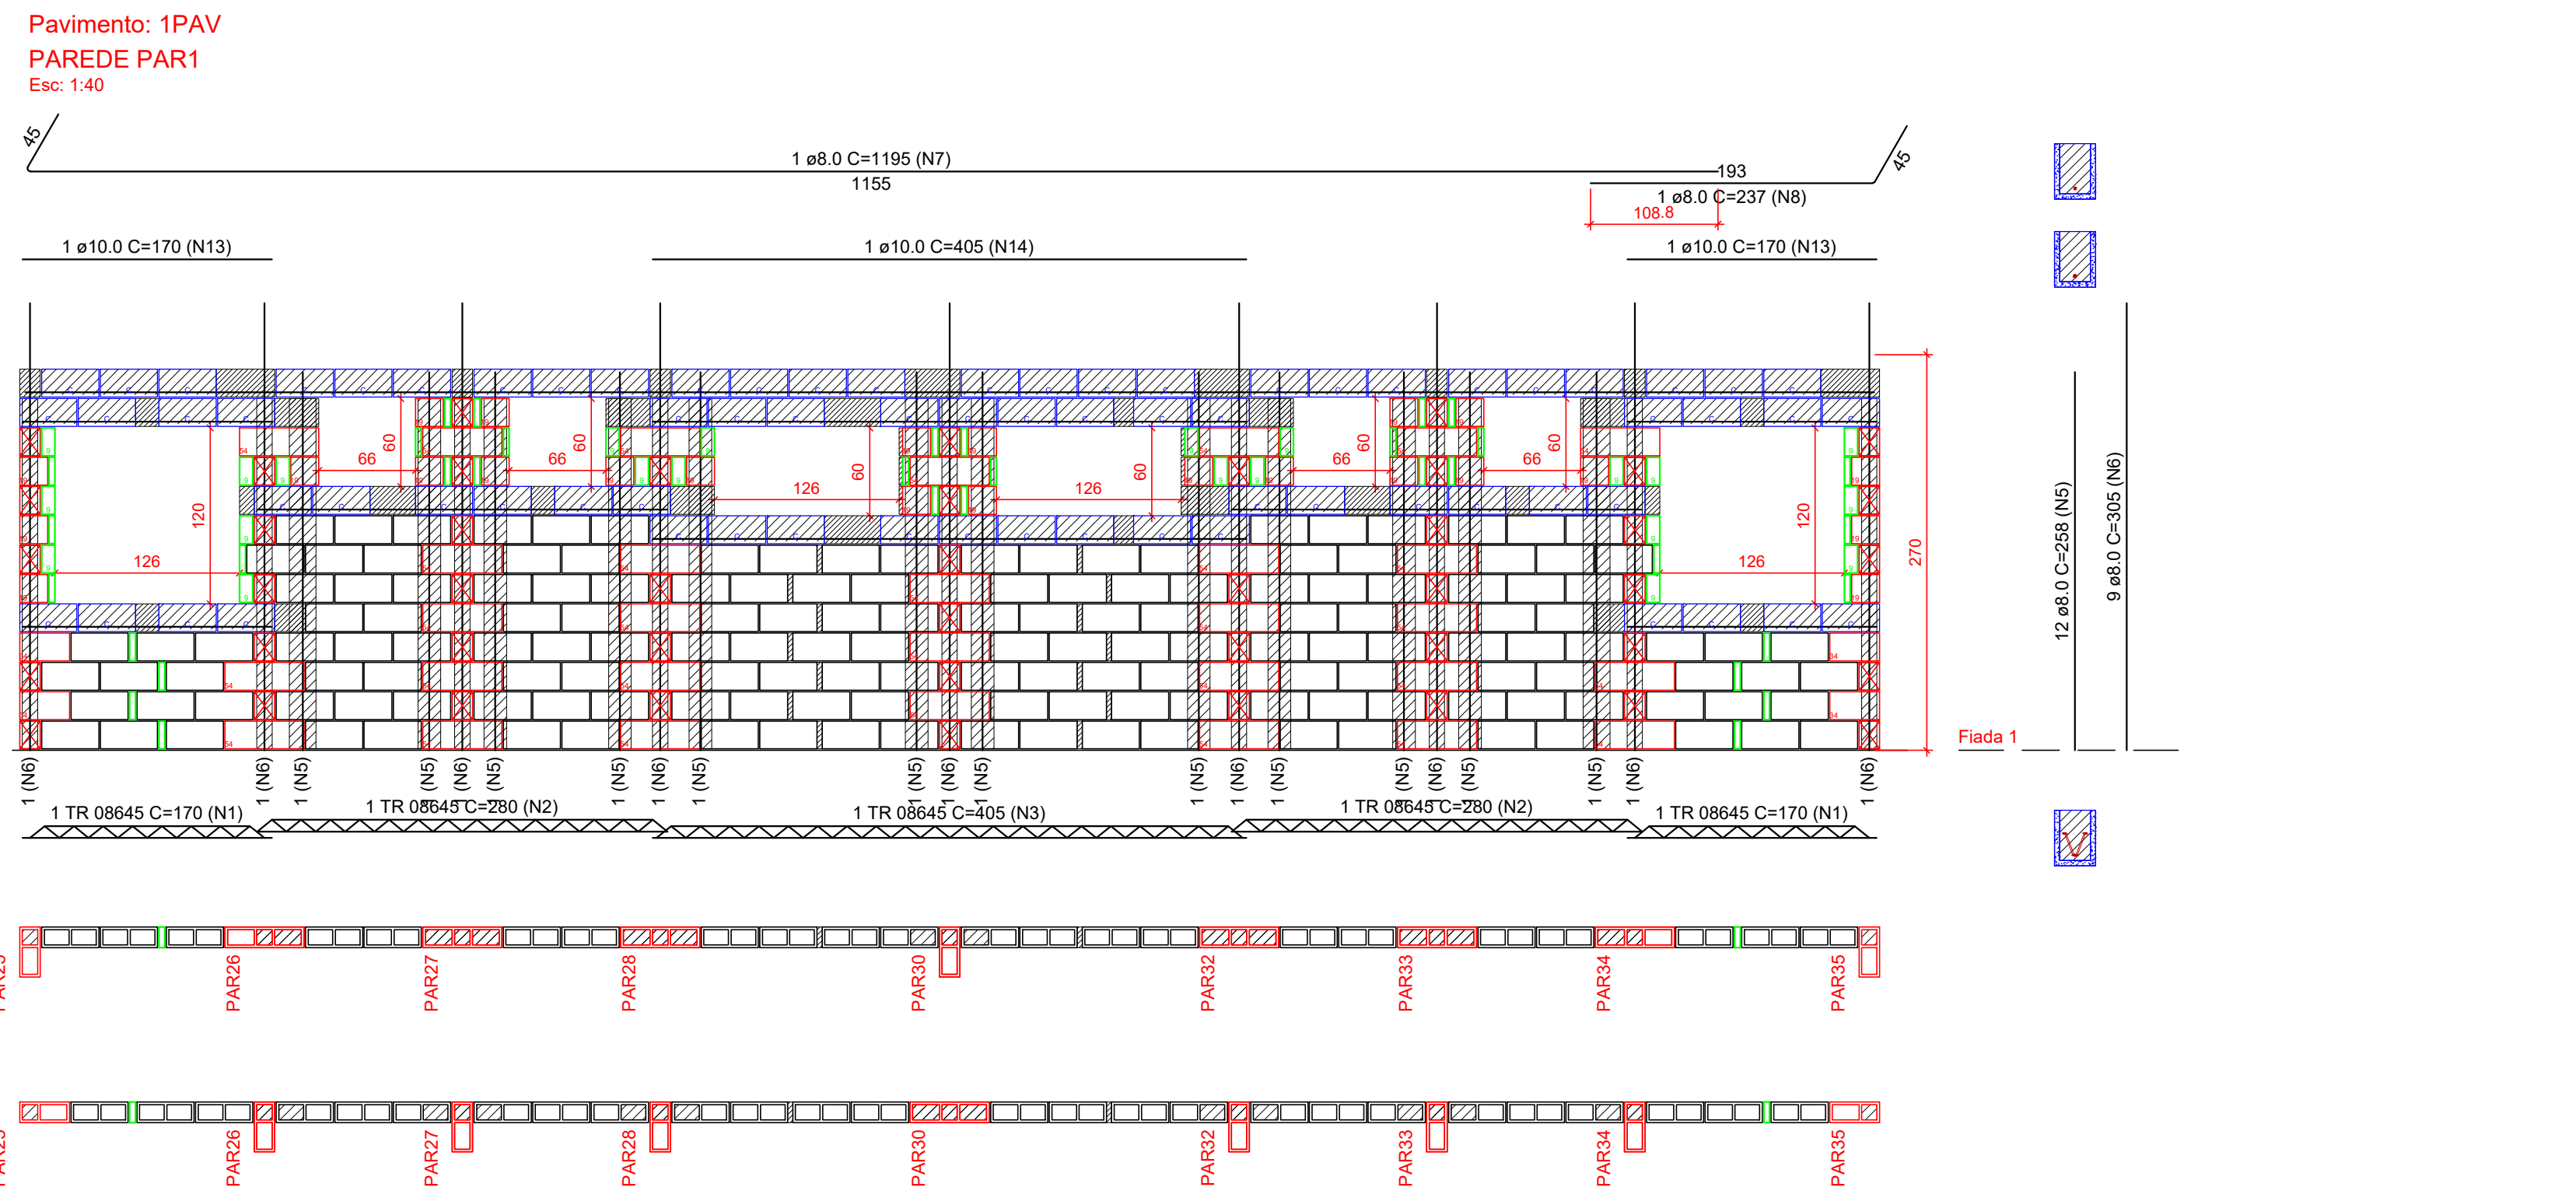 Pavimento: 1PAV
PAREDE PAR1
Esc: 1:40
45
1 ø8.0 C=1195 (N7)
1155
193
45
1 ø8.0 C=237 (N8)
108.8
1 ø10.0 C=170 (N13)
1 ø10.0 C=405 (N14)
1 ø10.0 C=170 (N13)
60
66
60
66
60
126
60
126
60
66
60
66
120
126
120
126
270
12 ø8.0 C=258 (N5)
9 ø8.0 C=305 (N6)
Fiada 1
1 (N6)
1 (N6)
1 (N5)
1 (N5)
1 (N6)
1 (N5)
1 (N5)
1 (N6)
1 (N5)
1 (N5)
1 (N6)
1 (N5)
1 (N5)
1 (N6)
1 (N5)
1 (N5)
1 (N6)
1 (N5)
1 (N5)
1 (N6)
1 (N6)
1 TR 08645 C=170 (N1)
1 TR 08645 C=280 (N2)
1 TR 08645 C=405 (N3)
1 TR 08645 C=280 (N2)
1 TR 08645 C=170 (N1)
PAR26
PAR27
PAR28
PAR30
PAR32
PAR33
PAR34
PAR35
PAR26
PAR27
PAR28
PAR30
PAR32
PAR33
PAR34
PAR35